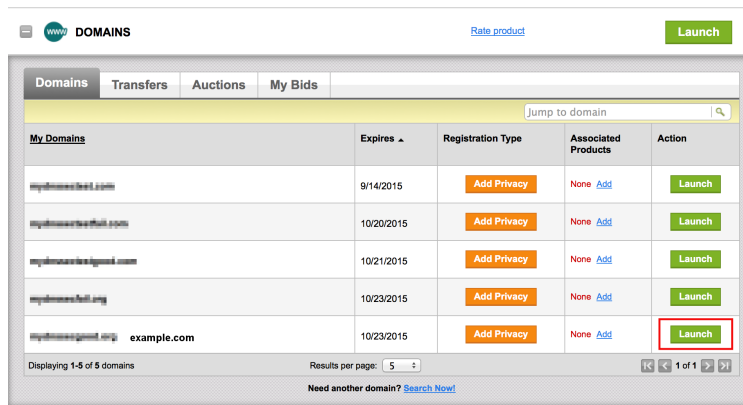 www DOMAINS Rate product Launch
Domains Transfers Auctions My Bids
Jump to domain
My Domains Expires Registration Type Associated Products Action
9/14/2015 Add Privacy None Add Launch
10/20/2015 Add Privacy None Add Launch
10/21/2015 Add Privacy None Add Launch
10/23/2015 Add Privacy None Add Launch
example.com 10/23/2015 Add Privacy None Add Launch
Displaying 1-5 of 5 domains Results per page: 5 1 of 1
Need another domain? Search Now!